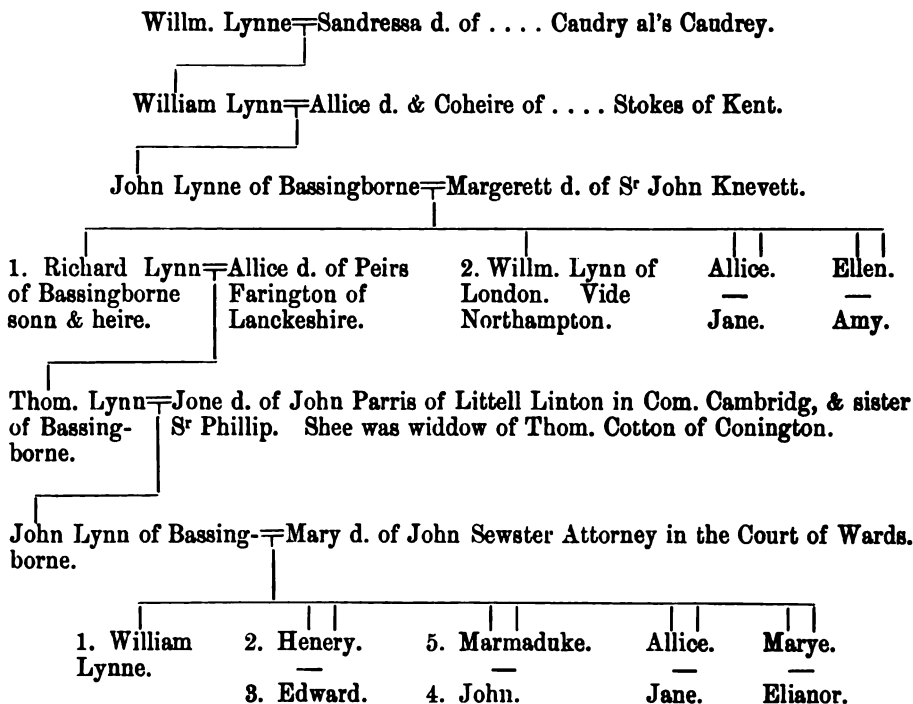 Willm. Lynne=Sandressa d. of .... Caudry al's Caudrey.
William Lynn=Allice d. & Coheire of .... Stokes of Kent.
John Lynne of Bassingborne=Margerett d. of Sr John Knevett.
1. Richard Lynn=Allice d. of Peirs 2. Willm. Lynn of Allice. Ellen.
of Bassingborne Farington of London. Vide — —
sonn & heire. Lanckeshire. Northampton. Jane. Amy.
Thom. Lynn=Jone d. of John Parris of Littell Linton in Com. Cambridg, & sister
of Bassing- Sr Phillip. Shee was widdow of Thom. Cotton of Conington.
borne.
John Lynn of Bassing-=Mary d. of John Sewster Attorney in the Court of Wards.
borne.
1. William 2. Henery. 5. Marmaduke. Allice. Marye.
Lynne. — — — —
3. Edward. 4. John. Jane. Elianor.